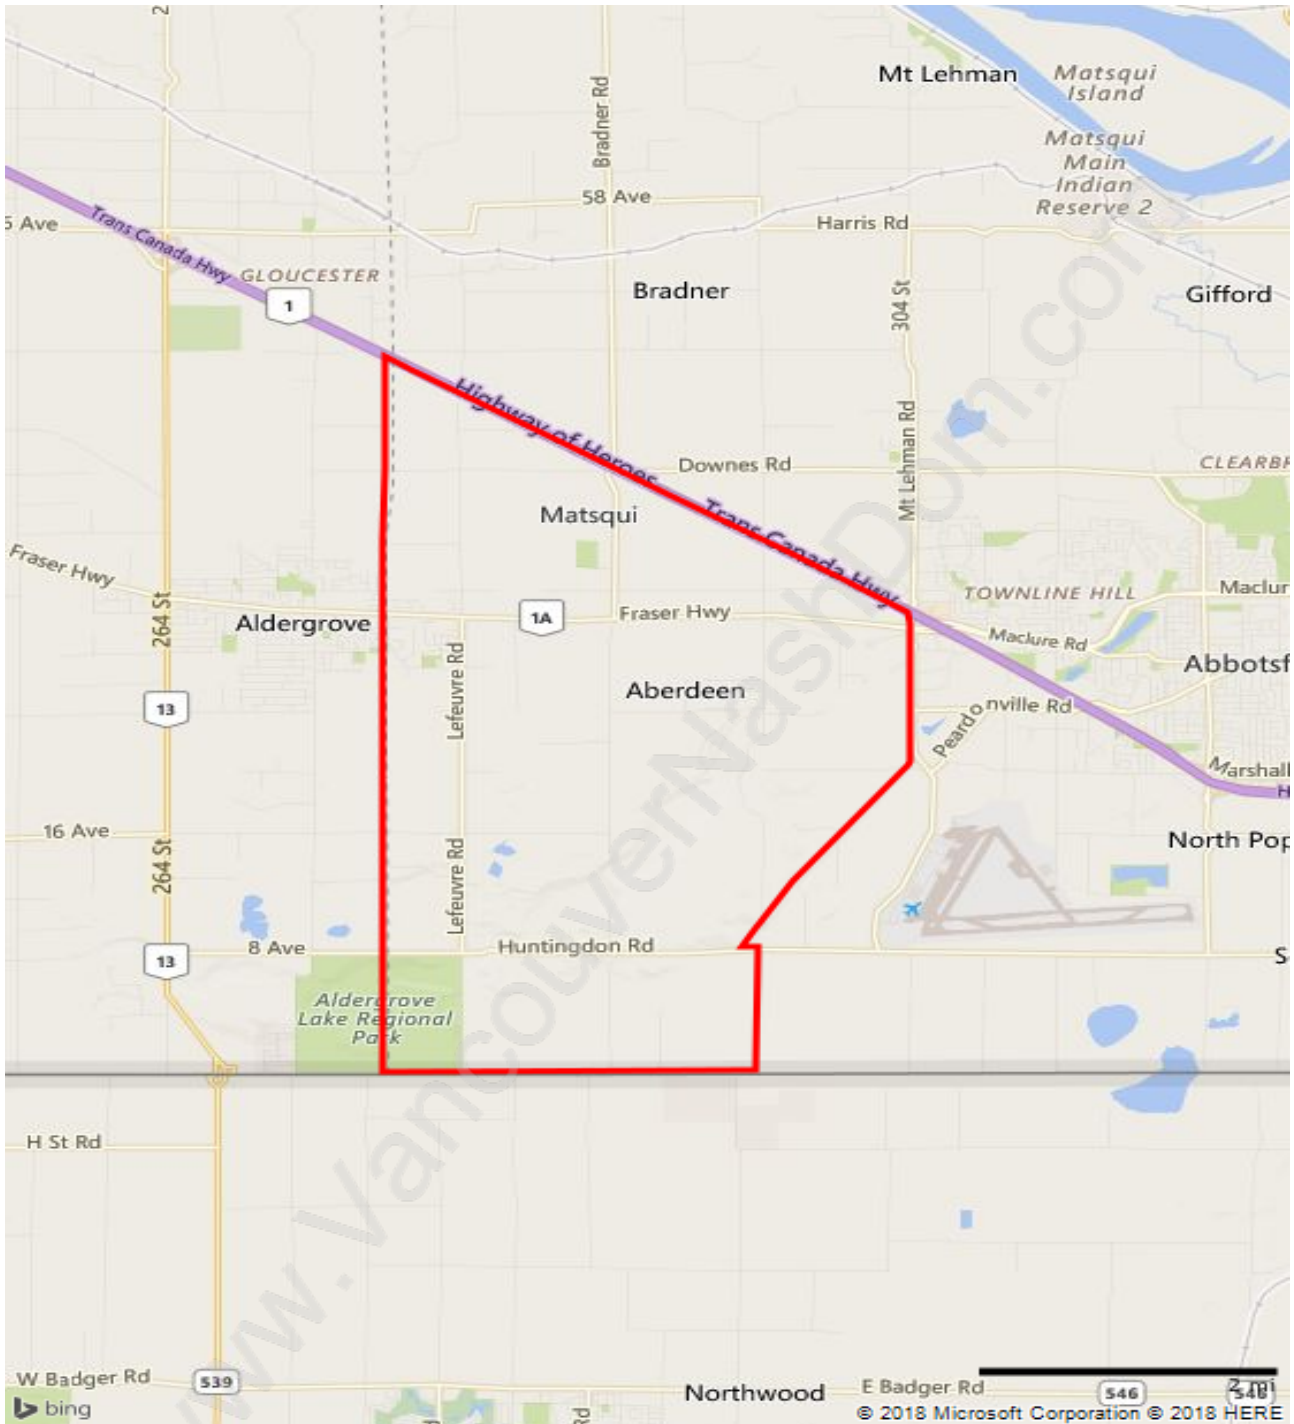 2
Mt Lehman
Matsqui
Island
Bradner Rd
Matsqui
Main
Indian
Reserve 2
58 Ave
5 Ave
Trans Canada Hwy
Harris Rd
GLOUCESTER
1
Bradner
304 St
Gifford
Highway of Heroes
Downes Rd
Mt Lehman Rd
CLEARBR
Trans Canada Hwy
Matsqui
Fraser Hwy
264 St
Aldergrove
1A
Fraser Hwy
TOWNLINE HILL
Maclur
Maclure Rd
Abbotsf
Lefeuvre Rd
Aberdeen
13
Peardonville Rd
Marshall
H
16 Ave
264 St
Lefeuvre Rd
North Pop
8 Ave
Huntingdon Rd
13
S
Aldergrove
Lake Regional
Park
H St Rd
W Badger Rd
539
Northwood
E Badger Rd
546
546
2 mi
bing
© 2018 Microsoft Corporation © 2018 HERE
www.VancouverNashDom.com